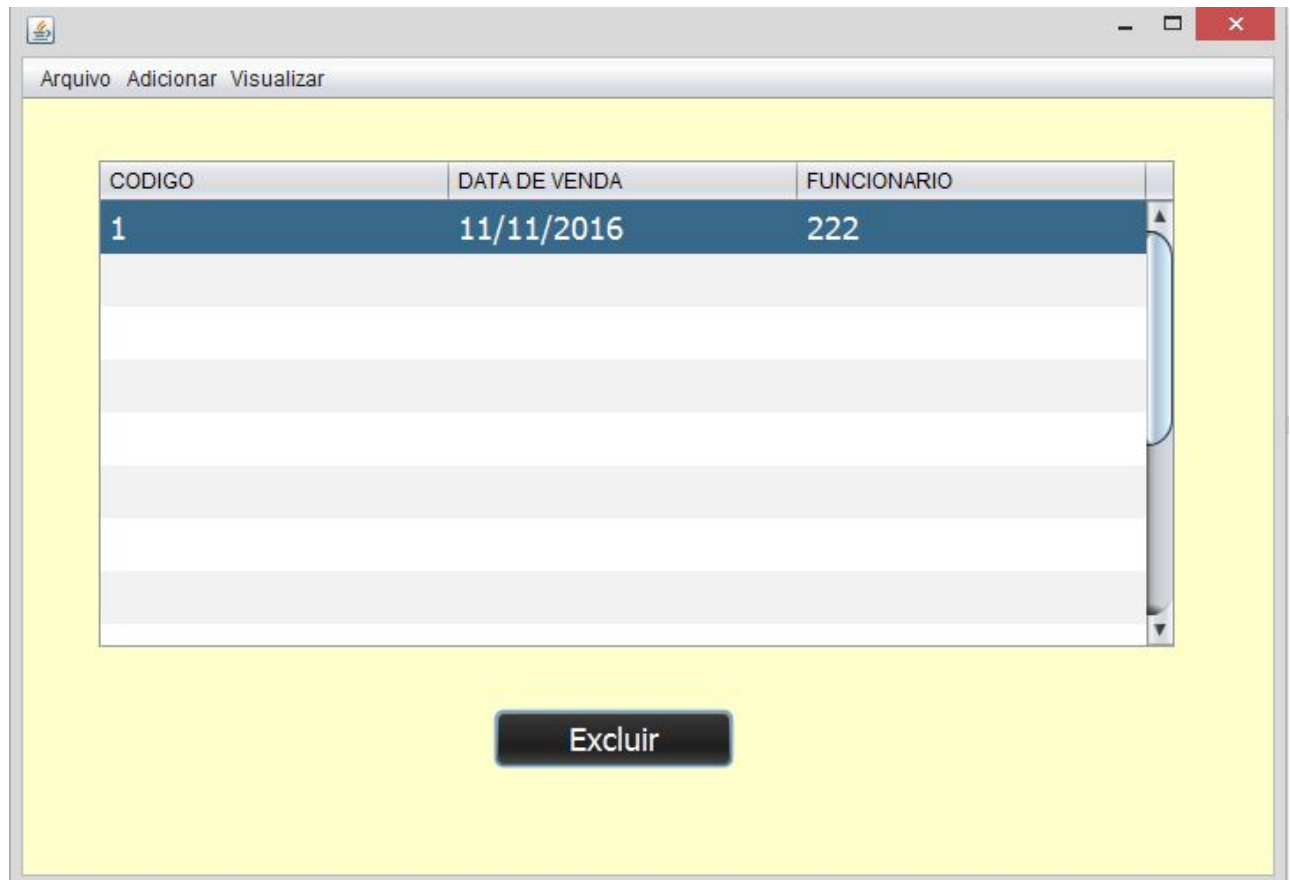 Arquivo Adicionar Visualizar
CODIGO DATA DE VENDA FUNCIONARIO
1 11/11/2016 222
Excluir